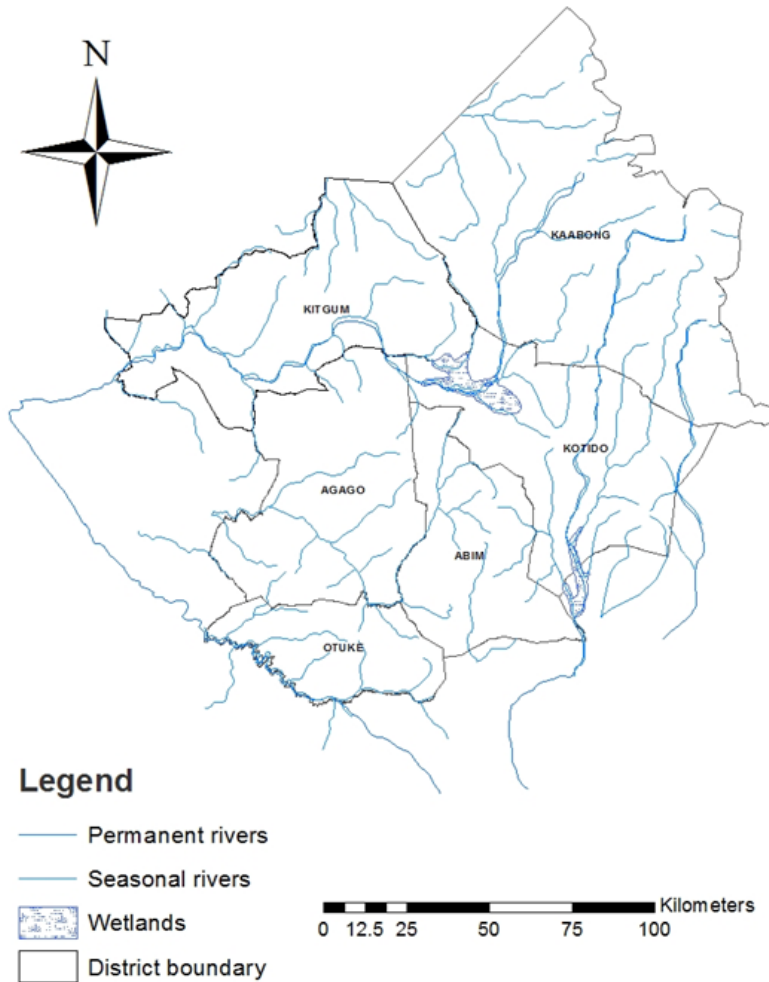 N
KAABONG
KITGUM
KOTIDO
AGAGO
ABIM
OTUKE
Legend
Permanent rivers
Seasonal rivers
Wetlands
District boundary
Kilometers
0 12.5 25 50 75 100